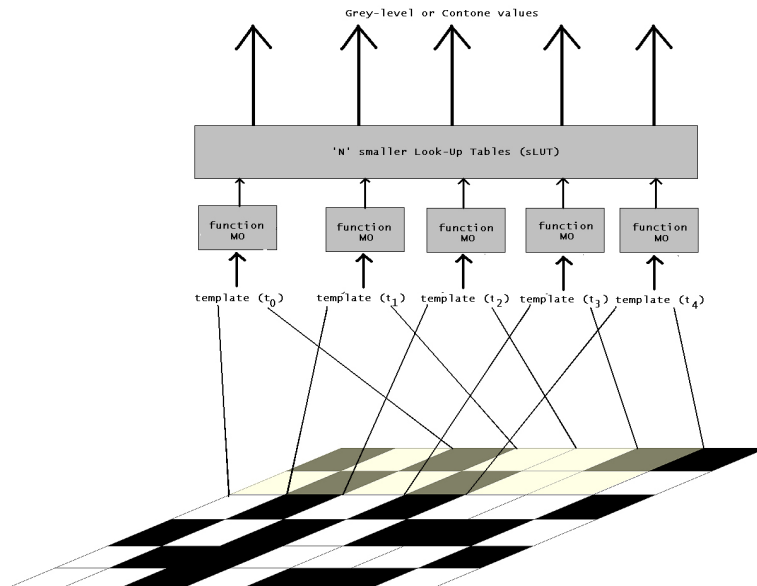 Grey-level or Contone values
'N' smaller Look-Up Tables (sLUT)
function MO
function MO
function MO
function MO
function MO
template (t0)
template (t1)
template (t2)
template (t3)
template (t4)